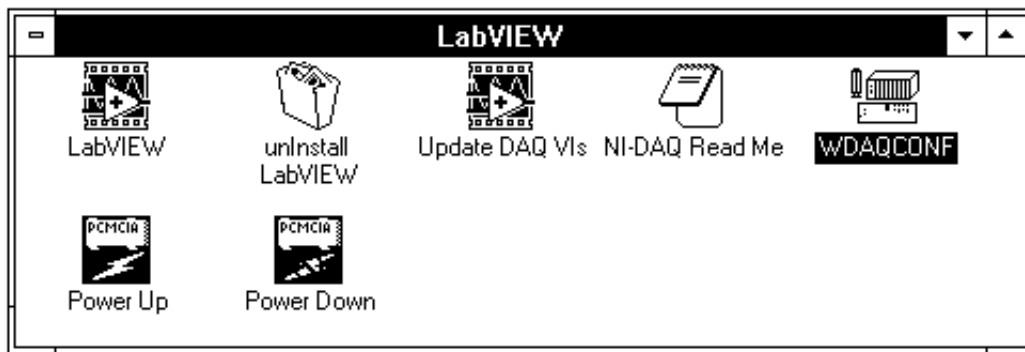 LabVIEW
LabVIEW
unInstall
LabVIEW
Update DAQ VIs
NI-DAQ Read Me
WDAQCONF
PCMCIA
Power Up
PCMCIA
Power Down